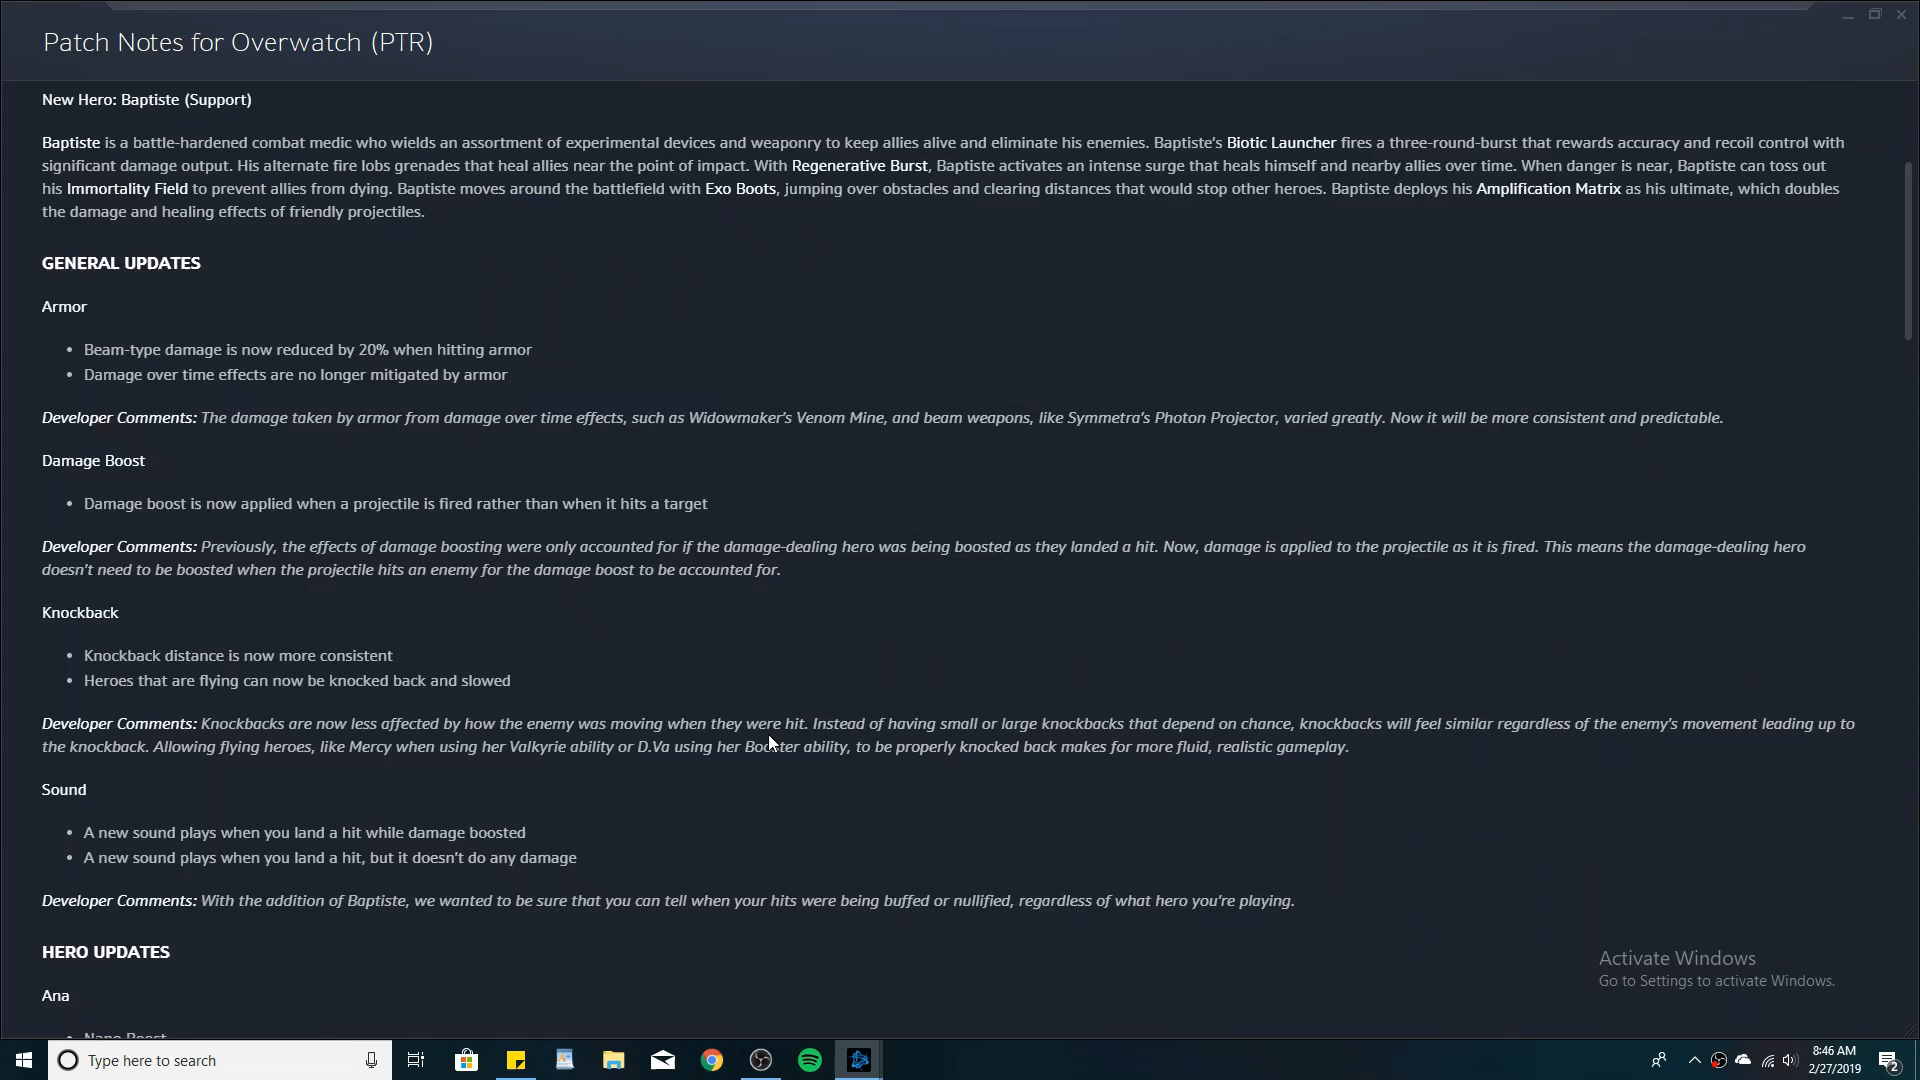 Patch Notes for Overwatch (PTR)
New Hero: Baptiste (Support)
Baptiste is a battle-hardened combat medic who wields an assortment of experimental devices and weaponry to keep allies alive and eliminate his enemies. Baptiste's Biotic Launcher fires a three-round-burst that rewards accuracy and recoil control with
significant damage output. His alternate fire lobs grenades that heal allies near the point of impact. With Regenerative Burst, Baptiste activates an intense surge that heals himself and nearby allies over time. When danger is near, Baptiste can toss out
his Immortality Field to prevent allies from dying. Baptiste moves around the battlefield with Exo Boots, jumping over obstacles and clearing distances that would stop other heroes. Baptiste deploys his Amplification Matrix as his ultimate, which doubles
the damage and healing effects of friendly projectiles.
GENERAL UPDATES
Armor
• Beam-type damage is now reduced by 20% when hitting armor
• Damage over time effects are no longer mitigated by armor
Developer Comments: The damage taken by armor from damage over time effects, such as Widowmaker's Venom Mine, and beam weapons, like Symmetra's Photon Projector, varied greatly. Now it will be more consistent and predictable.
Damage Boost
• Damage boost is now applied when a projectile is fired rather than when it hits a target
Developer Comments: Previously, the effects of damage boosting were only accounted for if the damage-dealing hero was being boosted as they landed a hit. Now, damage is applied to the projectile as it is fired. This means the damage-dealing hero
doesn't need to be boosted when the projectile hits an enemy for the damage boost to be accounted for.
Knockback
• Knockback distance is now more consistent
• Heroes that are flying can now be knocked back and slowed
Developer Comments: Knockbacks are now less affected by how the enemy was moving when they were hit. Instead of having small or large knockbacks that depend on chance, knockbacks will feel similar regardless of the enemy's movement leading up to
the knockback. Allowing flying heroes, like Mercy when using her Valkyrie ability or D.Va using her Booster ability, to be properly knocked back makes for more fluid, realistic gameplay.
Sound
• A new sound plays when you land a hit while damage boosted
• A new sound plays when you land a hit, but it doesn't do any damage
Developer Comments: With the addition of Baptiste, we wanted to be sure that you can tell when your hits were being buffed or nullified, regardless of what hero you're playing.
HERO UPDATES
Ana
• Nano Boost
Activate Windows
Go to Settings to activate Windows.
Type here to search
8:46 AM
2/27/2019
2